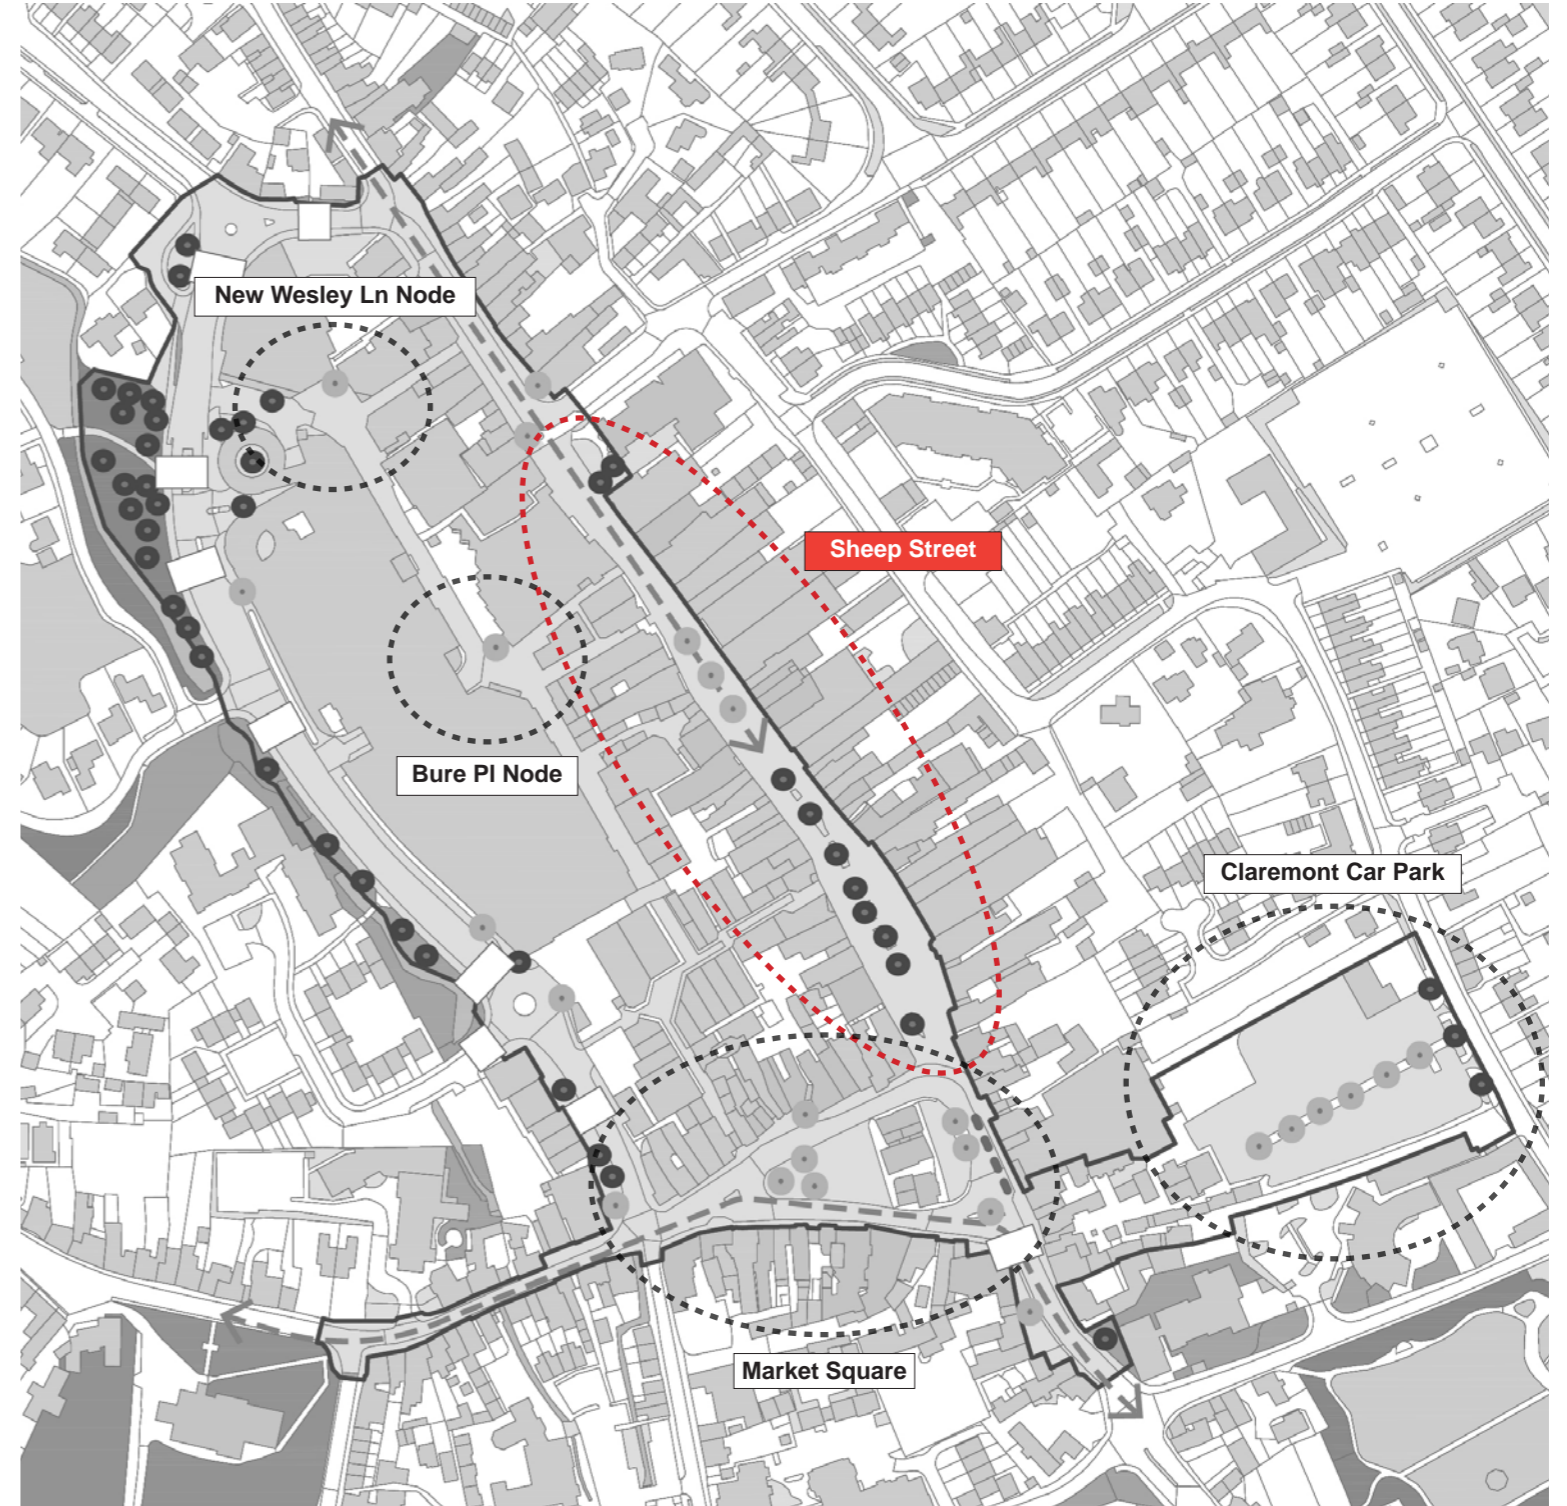 New Wesley Ln Node
Sheep Street
Bure Pl Node
Claremont Car Park
Market Square